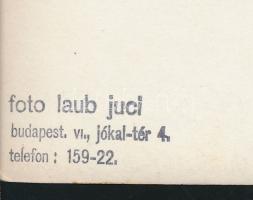 foto laub juci
budapest. vi., jókai-tér 4.
telefon : 159-22.